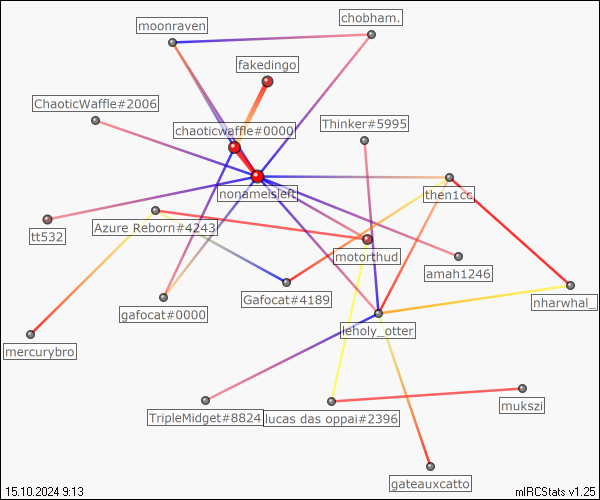 chobham.
moonraven
fakedingo
ChaoticWaffle#2006
Thinker#5995
chaoticwaffle#0000
nonameisleft
then1cc
Azure Reborn#4243
tt532
motorthud
amah1246
Gafocat#4189
nharwhal_
gafocat#0000
leholy_otter
mercurybro
mukszi
TripleMidget#8824
lucas das oppai#2396
gateauxcatto
15.10.2024 9:13
mIRCStats v1.25